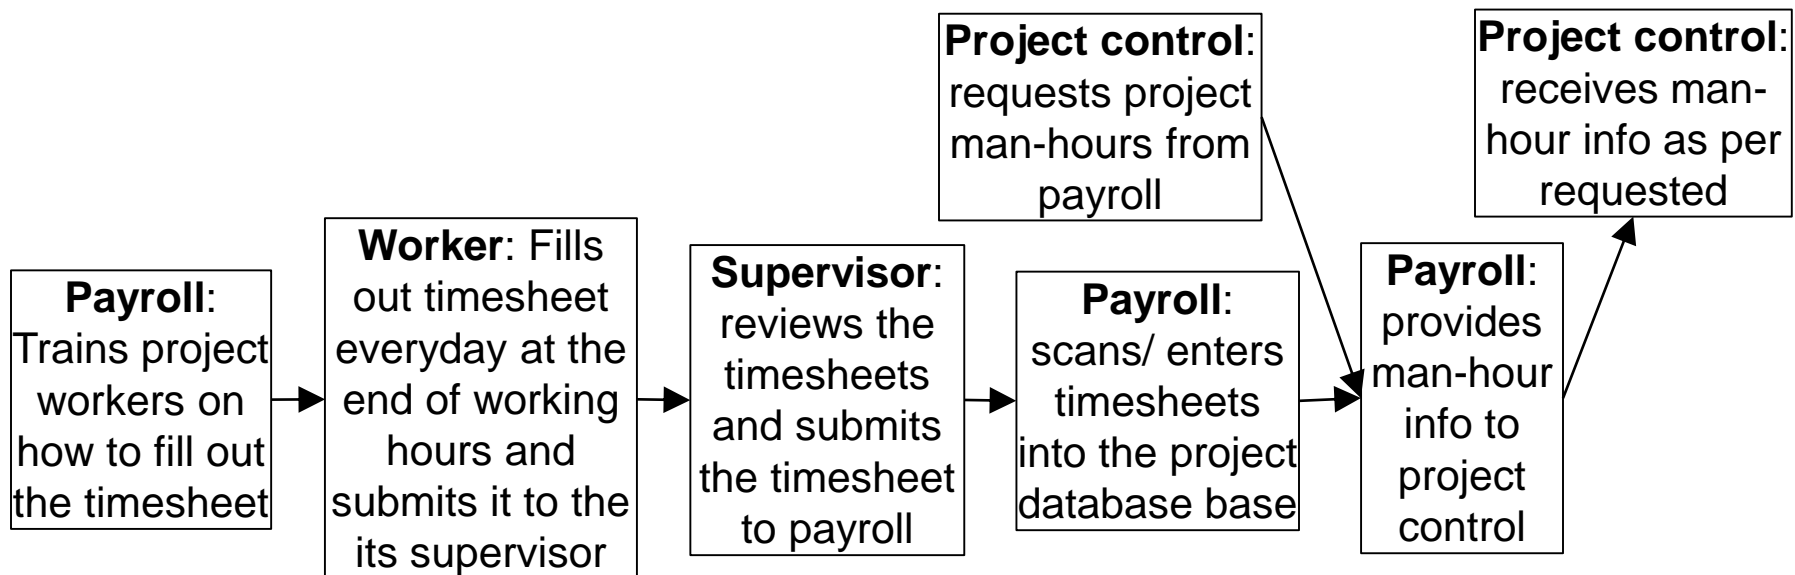 Payroll:
Trains project
workers on
how to fill out
the timesheet
Worker: Fills
out timesheet
everyday at the
end of working
hours and
submits it to the
its supervisor
Supervisor:
reviews the
timesheets
and submits
the timesheet
to payroll
Project control:
requests project
man-hours from
payroll
Payroll:
scans/ enters
timesheets
into the project
database base
Payroll:
provides
man-hour
info to
project
control
Project control:
receives man-
hour info as per
requested